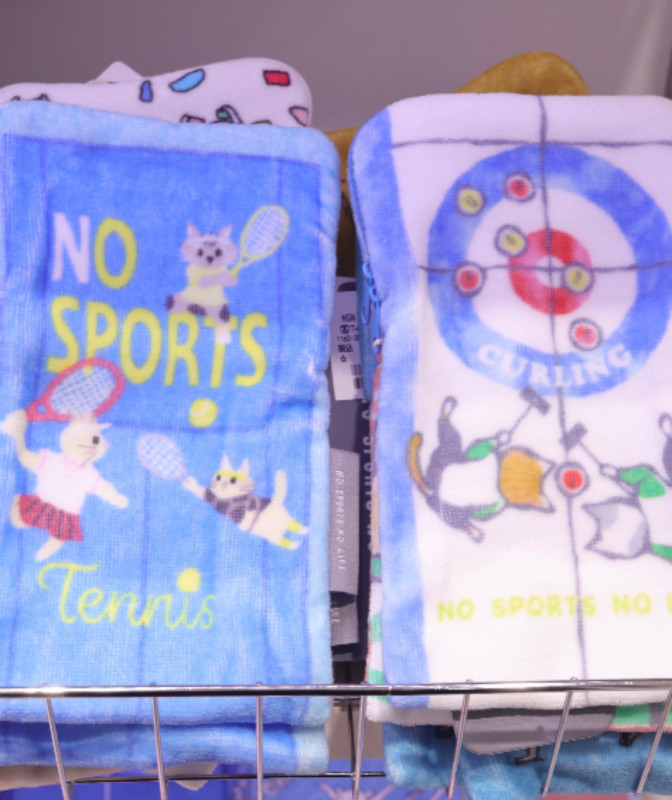 NO
SPORTS
Tennis
CURLING
NO SPORTS NO